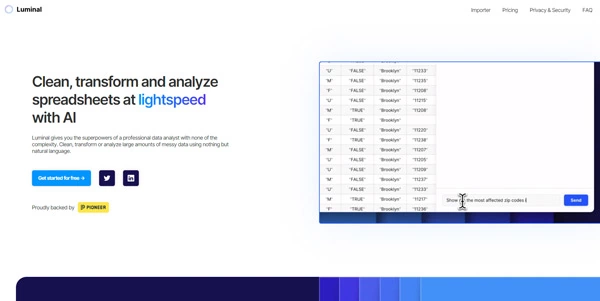 Luminal
Importer Pricing Privacy & Security FAQ
Clean, transform and analyze
spreadsheets at lightspeed
with AI
Luminal gives you the superpowers of a professional data analyst with none of the
complexity. Clean, transform or analyze large amounts of messy data using nothing but
natural language.
Get started for free →
Proudly backed by PIONEER
"U" "FALSE" "Brooklyn" "11233"
"M" "FALSE" "Brooklyn" "11235"
"F" "FALSE" "Brooklyn" "11208"
"U" "FALSE" "Brooklyn" "11215"
"M" "TRUE" "Brooklyn" "11208"
"F" "TRUE" "Brooklyn"
"U" "FALSE" "Brooklyn" "11220"
"F" "TRUE" "Brooklyn" "11236"
"M" "FALSE" "Brooklyn" "11207"
"U" "FALSE" "Brooklyn" "11205"
"U" "FALSE" "Brooklyn" "11209"
"M" "FALSE" "Brooklyn" "11237"
"U" "FALSE" "Brooklyn" "11233"
"M" "TRUE" "Brooklyn" "11217"
"F" "TRUE" "Brooklyn" "11236"
Show the most affected zip codes
Send